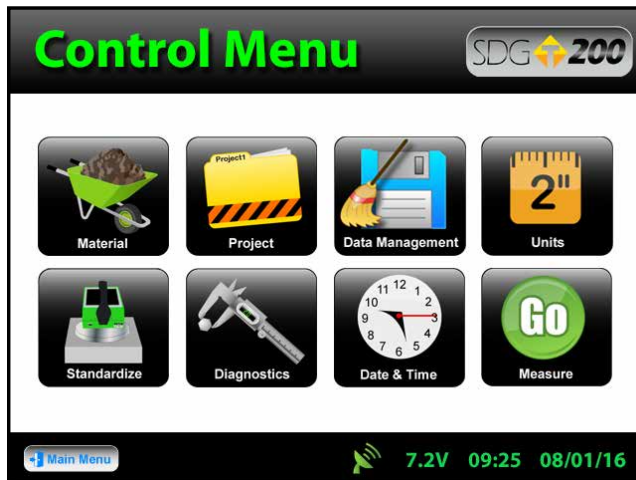 Control Menu
SDG 200
Project1
2"
Material
Project
Data Management
Units
12
11
1
10
2
9
3
8
4
7
5
6
Go
Standardize
Diagnostics
Date & Time
Measure
Main Menu
7.2V 09:25 08/01/16